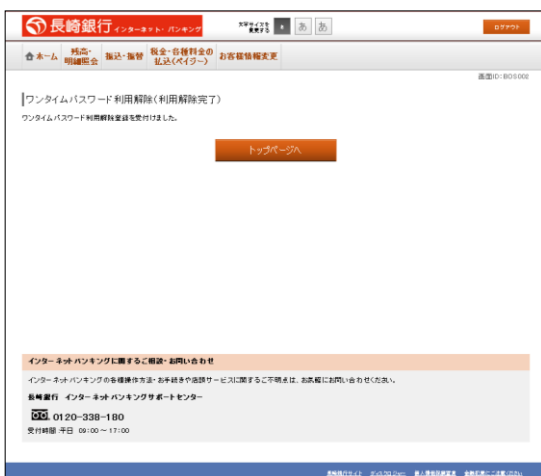 長崎銀行 インターネット・バンキング
文字サイズを
変更する
あ あ
ログアウト
ホーム
残高・
明細照会
振込・振替
税金・各種料金の
払込(ペイジー)
お客様情報変更
画面ID:BOS002
ワンタイムパスワード利用解除(利用解除完了)
ワンタイムパスワード利用解除登録を受付けました。
トップページへ
インターネットバンキングに関するご相談・お問い合わせ
インターネットバンキングの各種操作方法・お手続きや店頭サービスに関するご不明点は、お気軽にお問い合わせください。
長崎銀行 インターネットバンキングサポートセンター
0120-338-180
受付時間 平日 09:00～17:00
長崎銀行サイト